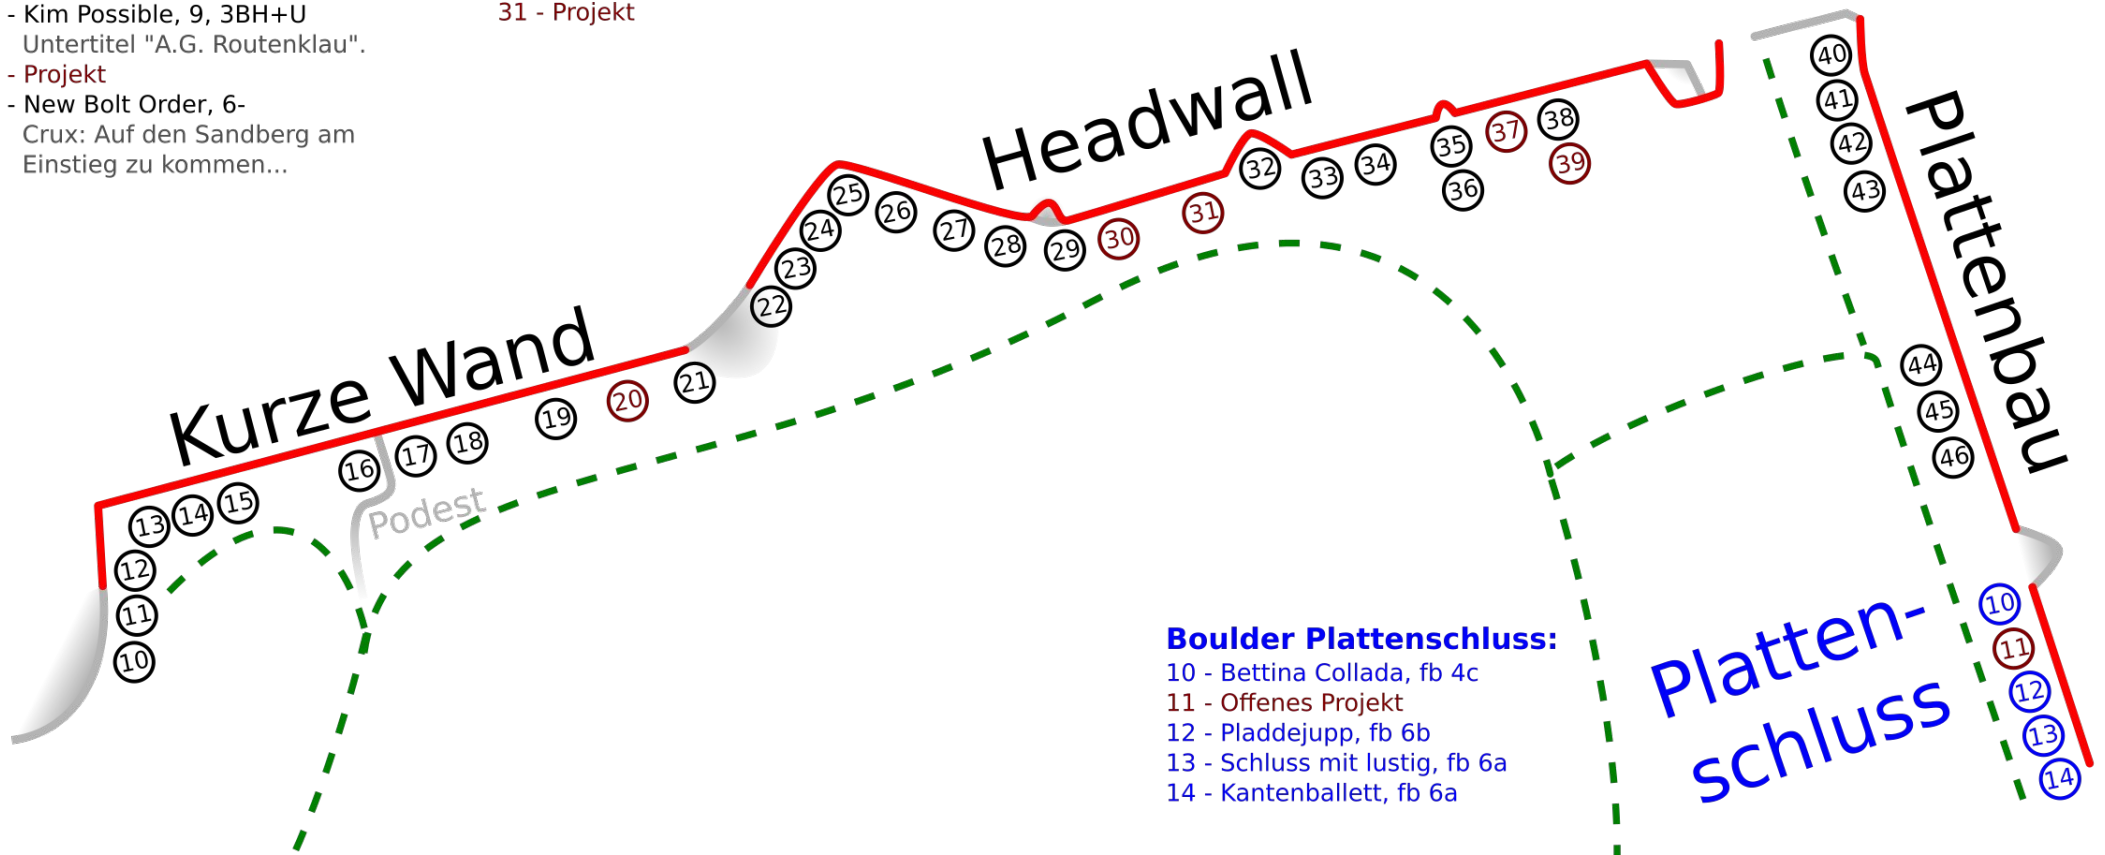 - Kim Possible, 9, 3BH+U
Untertitel "A.G. Routenklau".
- Projekt
- New Bolt Order, 6-
Crux: Auf den Sandberg am
Einstieg zu kommen...
31 - Projekt
Kurze Wand
Headwall
Plattenbau
Podest
10
11
12
13
14
15
16
17
18
19
20
21
22
23
24
25
26
27
28
29
30
31
32
33
34
35
36
37
38
39
40
41
42
43
44
45
46
Boulder Plattenschluss:
10 - Bettina Collada, fb 4c
11 - Offenes Projekt
12 - Pladdejupp, fb 6b
13 - Schluss mit lustig, fb 6a
14 - Kantenballett, fb 6a
Platten-
schluss
10
11
12
13
14